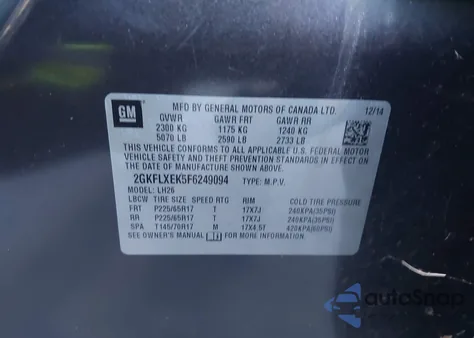 GM
MFD BY GENERAL MOTORS OF CANADA LTD. 12/14
GVWR GAWR FRT GAWR RR
2300 KG 1175 KG 1240 KG
5070 LB 2590 LB 2733 LB
THIS VEHICLE CONFORMS TO ALL APPLICABLE U.S. FEDERAL MOTOR
VEHICLE SAFETY, BUMPER, AND THEFT PREVENTION STANDARDS IN EFFECT ON
THE DATE OF MANUFACTURE SHOWN ABOVE.
2GKFLXEK5F6249094 TYPE: M.P.V.
MODEL: LH26
LBCW TIRE SIZE SPEED RTG RIM COLD TIRE PRESSURE
FRT P225/65R17 T 17X7J 240KPA(35PSI)
RR P225/65R17 T 17X7J 240KPA(35PSI)
SPA T145/70R17 M 17X4.5T 420KPA(60PSI)
SEE OWNER'S MANUAL FOR MORE INFORMATION.
autoSnap